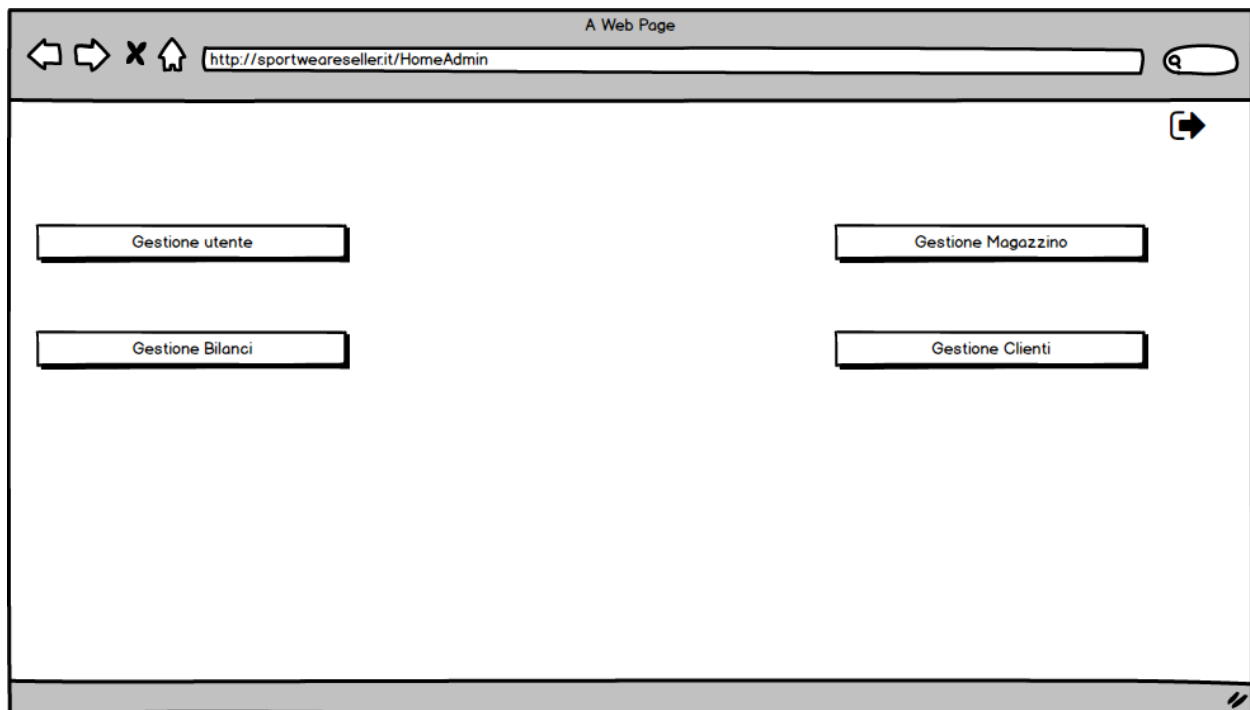 A Web Page
http://sportweareseller.it/HomeAdmin
Gestione utente
Gestione Magazzino
Gestione Bilanci
Gestione Clienti